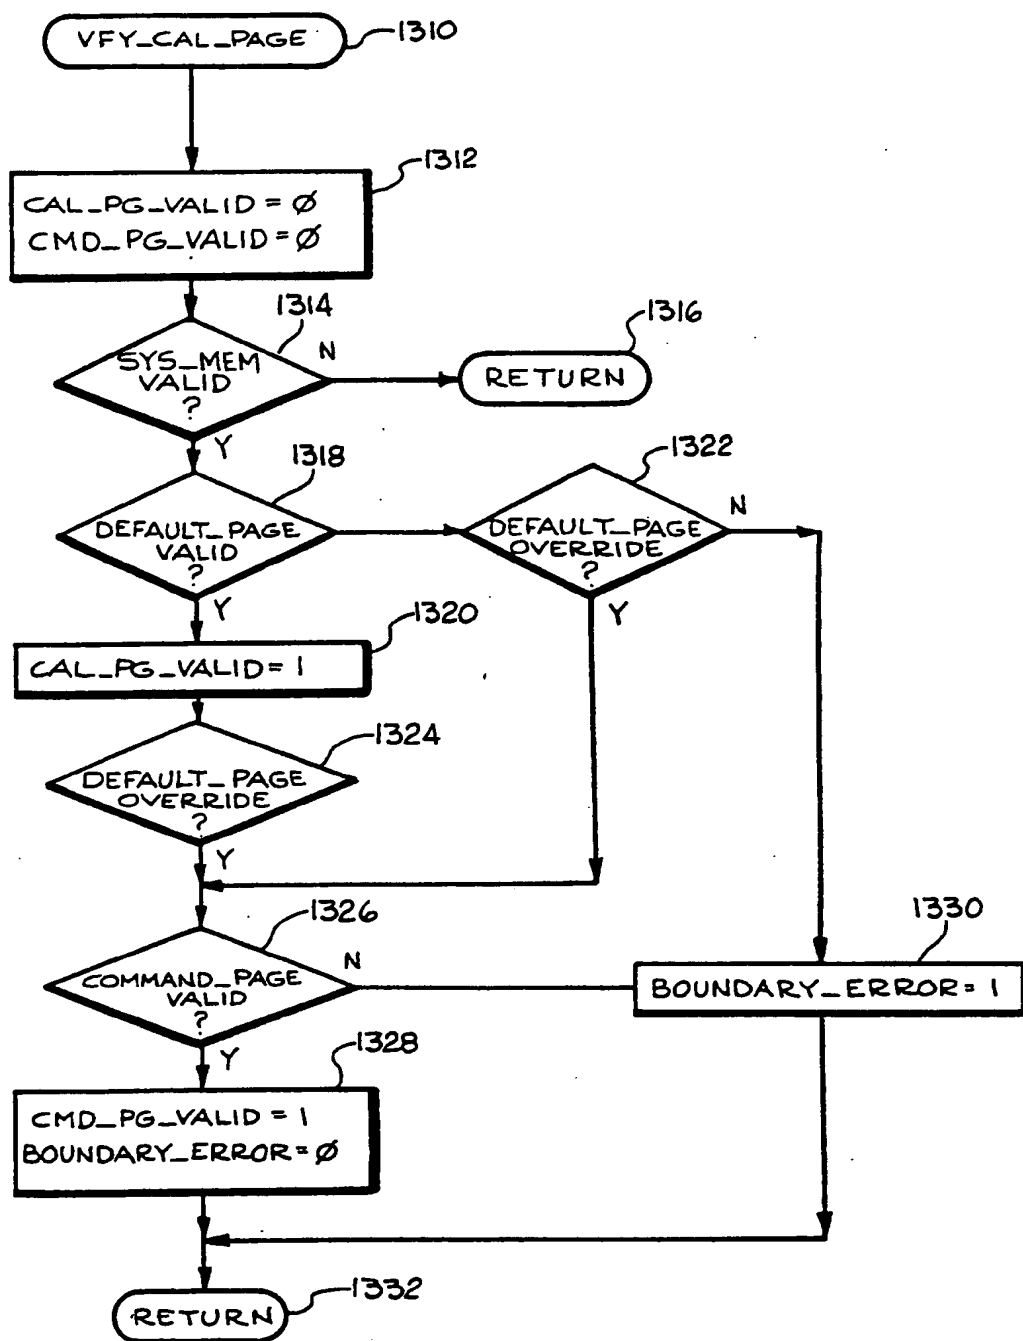 VFY_CAL_PAGE
1310
1312
CAL_PG_VALID = Ø
CMD_PG_VALID = Ø
1314
SYS_MEM
VALID
?
N
Y
1316
RETURN
1318
DEFAULT_PAGE
VALID
?
Y
1322
DEFAULT_PAGE
OVERRIDE
?
N
Y
1320
CAL_PG_VALID = 1
1324
DEFAULT_PAGE
OVERRIDE
?
Y
1326
COMMAND_PAGE
VALID
?
N
Y
1330
BOUNDARY_ERROR = 1
1328
CMD_PG_VALID = 1
BOUNDARY_ERROR = Ø
1332
RETURN